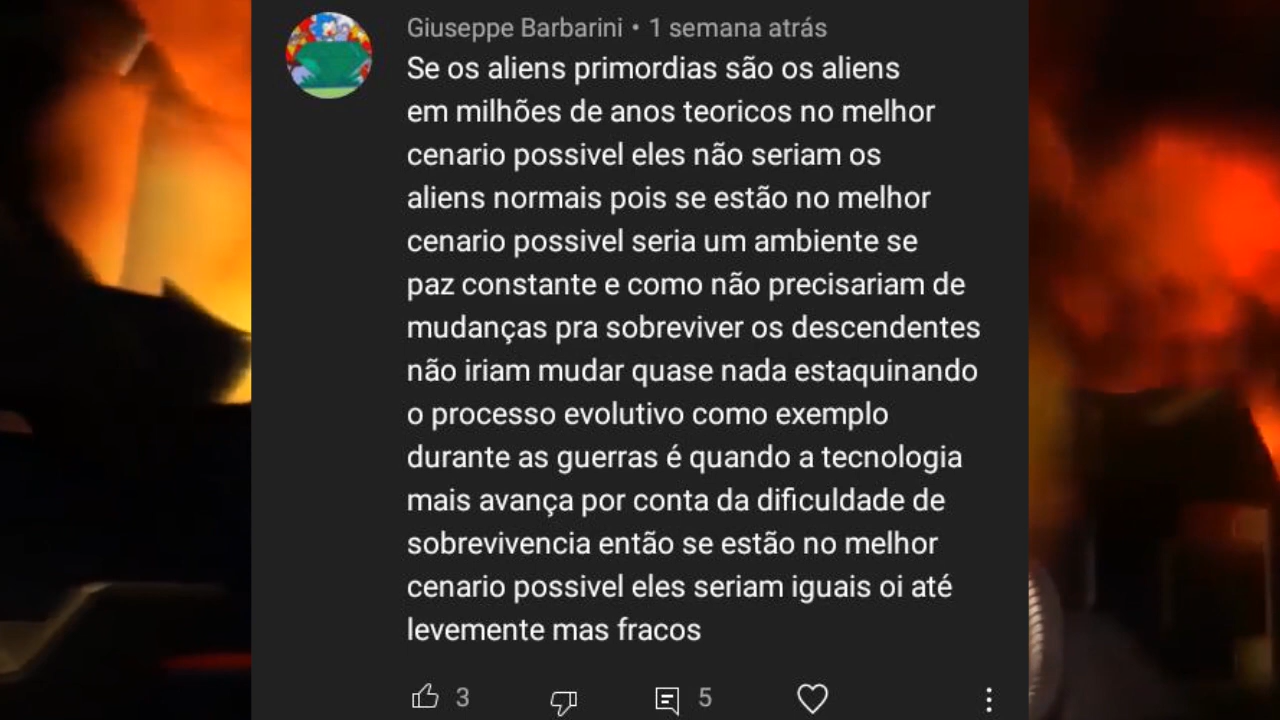 Giuseppe Barbarini • 1 semana atrás
Se os aliens primordias são os aliens
em milhões de anos teoricos no melhor
cenario possivel eles não seriam os
aliens normais pois se estão no melhor
cenario possivel seria um ambiente se
paz constante e como não precisariam de
mudanças pra sobreviver os descendentes
não iriam mudar quase nada estaquinando
o processo evolutivo como exemplo
durante as guerras é quando a tecnologia
mais avança por conta da dificuldade de
sobrevivencia então se estão no melhor
cenario possivel eles seriam iguais oi até
levemente mas fracos
3 5